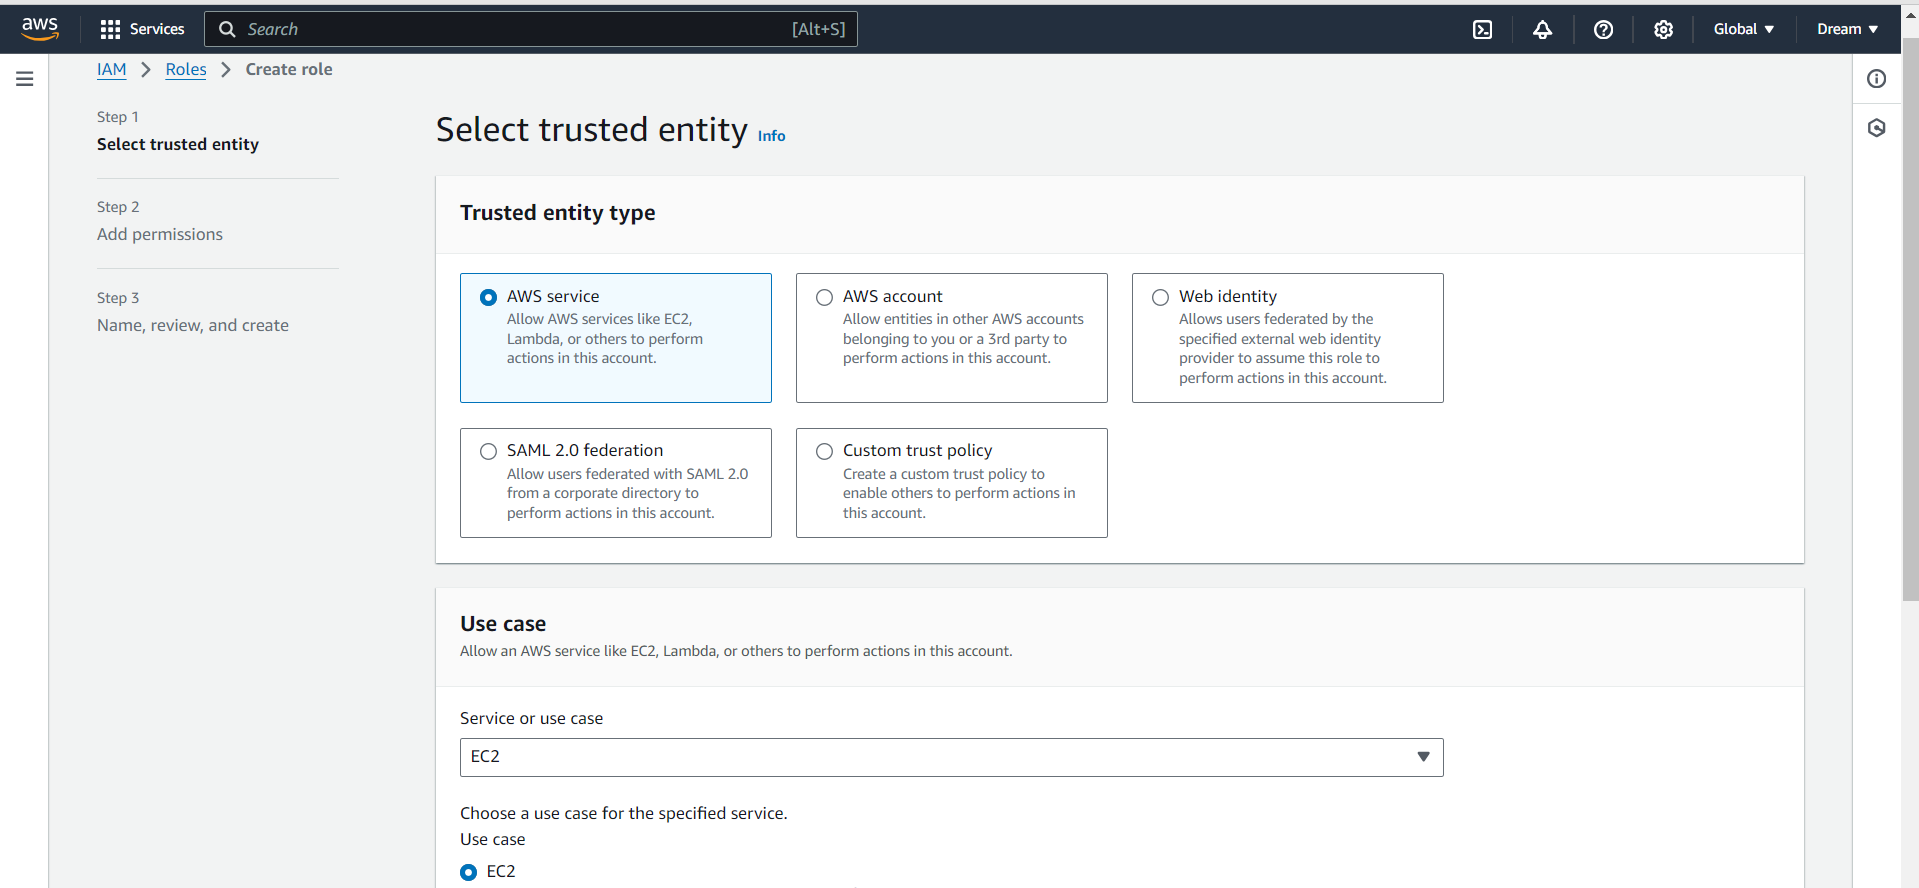 aws
Services
Search
[Alt+S]
Global
Dream
IAM
Roles
Create role
Step 1
Select trusted entity
Step 2
Add permissions
Step 3
Name, review, and create
Select trusted entity Info
Trusted entity type
AWS service
Allow AWS services like EC2,
Lambda, or others to perform
actions in this account.
AWS account
Allow entities in other AWS accounts
belonging to you or a 3rd party to
perform actions in this account.
Web identity
Allows users federated by the
specified external web identity
provider to assume this role to
perform actions in this account.
SAML 2.0 federation
Allow users federated with SAML 2.0
from a corporate directory to
perform actions in this account.
Custom trust policy
Create a custom trust policy to
enable others to perform actions in
this account.
Use case
Allow an AWS service like EC2, Lambda, or others to perform actions in this account.
Service or use case
EC2
Choose a use case for the specified service.
Use case
EC2